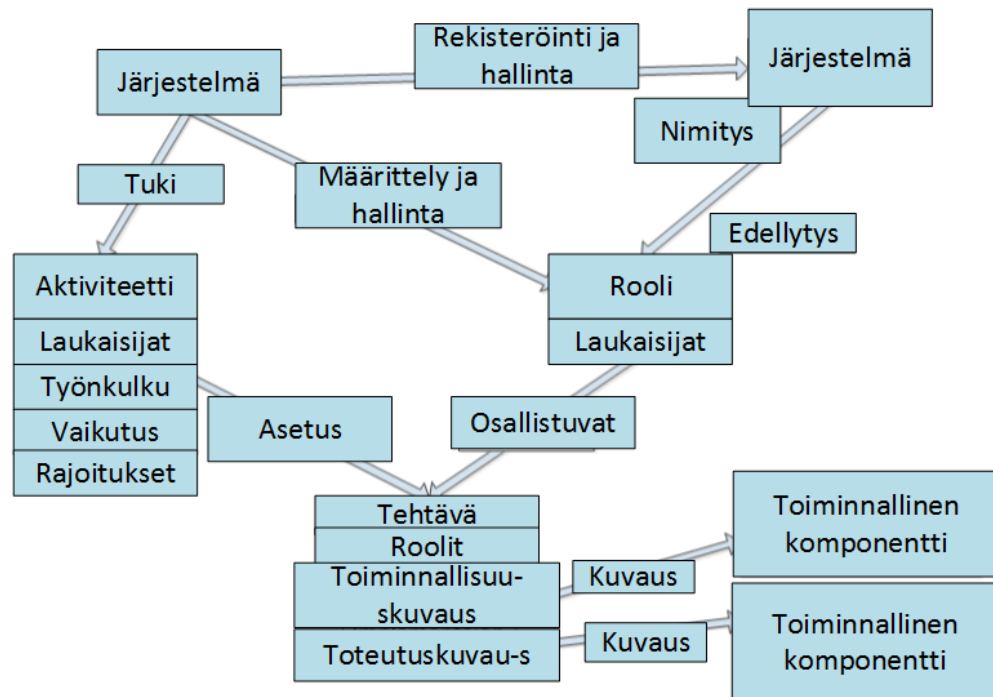 Rekisteröinti ja
hallinta
Järjestelmä
Järjestelmä
Nimitys
Tuki
Määrittely ja
hallinta
Edellytys
Aktiviteetti
Rooli
Laukaisijat
Laukaisijat
Työnkulku
Vaikutus
Asetus
Osallistuvat
Rajoitukset
Tehtävä
Roolit
Toiminnallisuu-
skuvaus
Kuvaus
Toiminnallinen
komponentti
Toteutuskuvau-s
Kuvaus
Toiminnallinen
komponentti